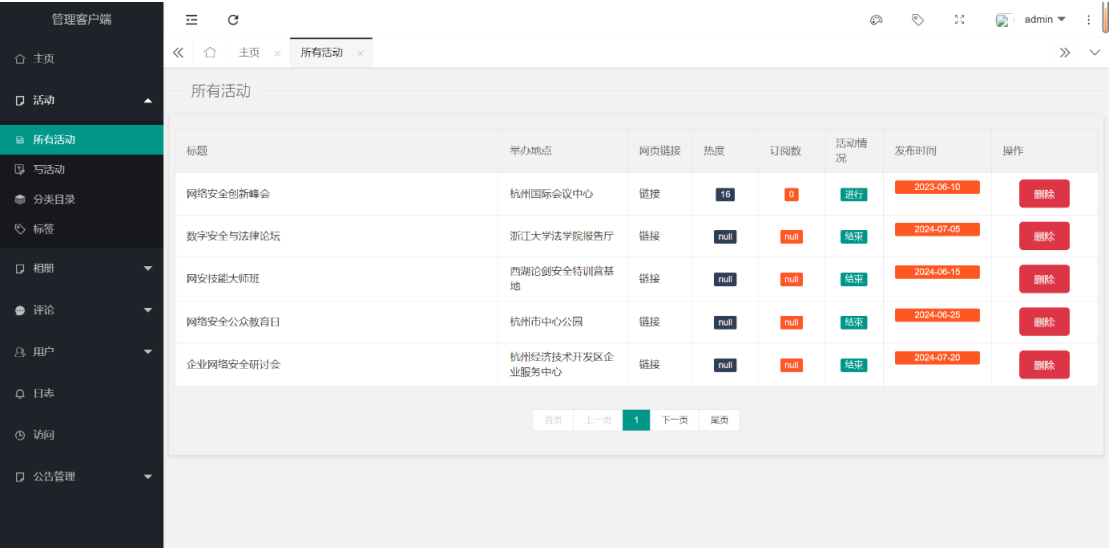 管理客户端
admin
主页
主页
所有活动
活动
所有活动
所有活动
写活动
分类目录
标签
相册
评论
用户
日志
访问
公告管理
标题 举办地点 网页链接 热度 订阅数 活动情
况 发布时间 操作
网络安全创新峰会 杭州国际会议中心 链接 16 0 进行 2023-06-10 删除
数字安全与法律论坛 浙江大学法学院报告厅 链接 null null 结束 2024-07-05 删除
网安技能大师班 西湖论剑安全特训营基
地 链接 null null 结束 2024-06-15 删除
网络安全公众教育日 杭州市中心公园 链接 null null 结束 2024-06-25 删除
企业网络安全研讨会 杭州经济技术开发区企
业服务中心 链接 null null 结束 2024-07-20 删除
首页 上一页 1 下一页 尾页